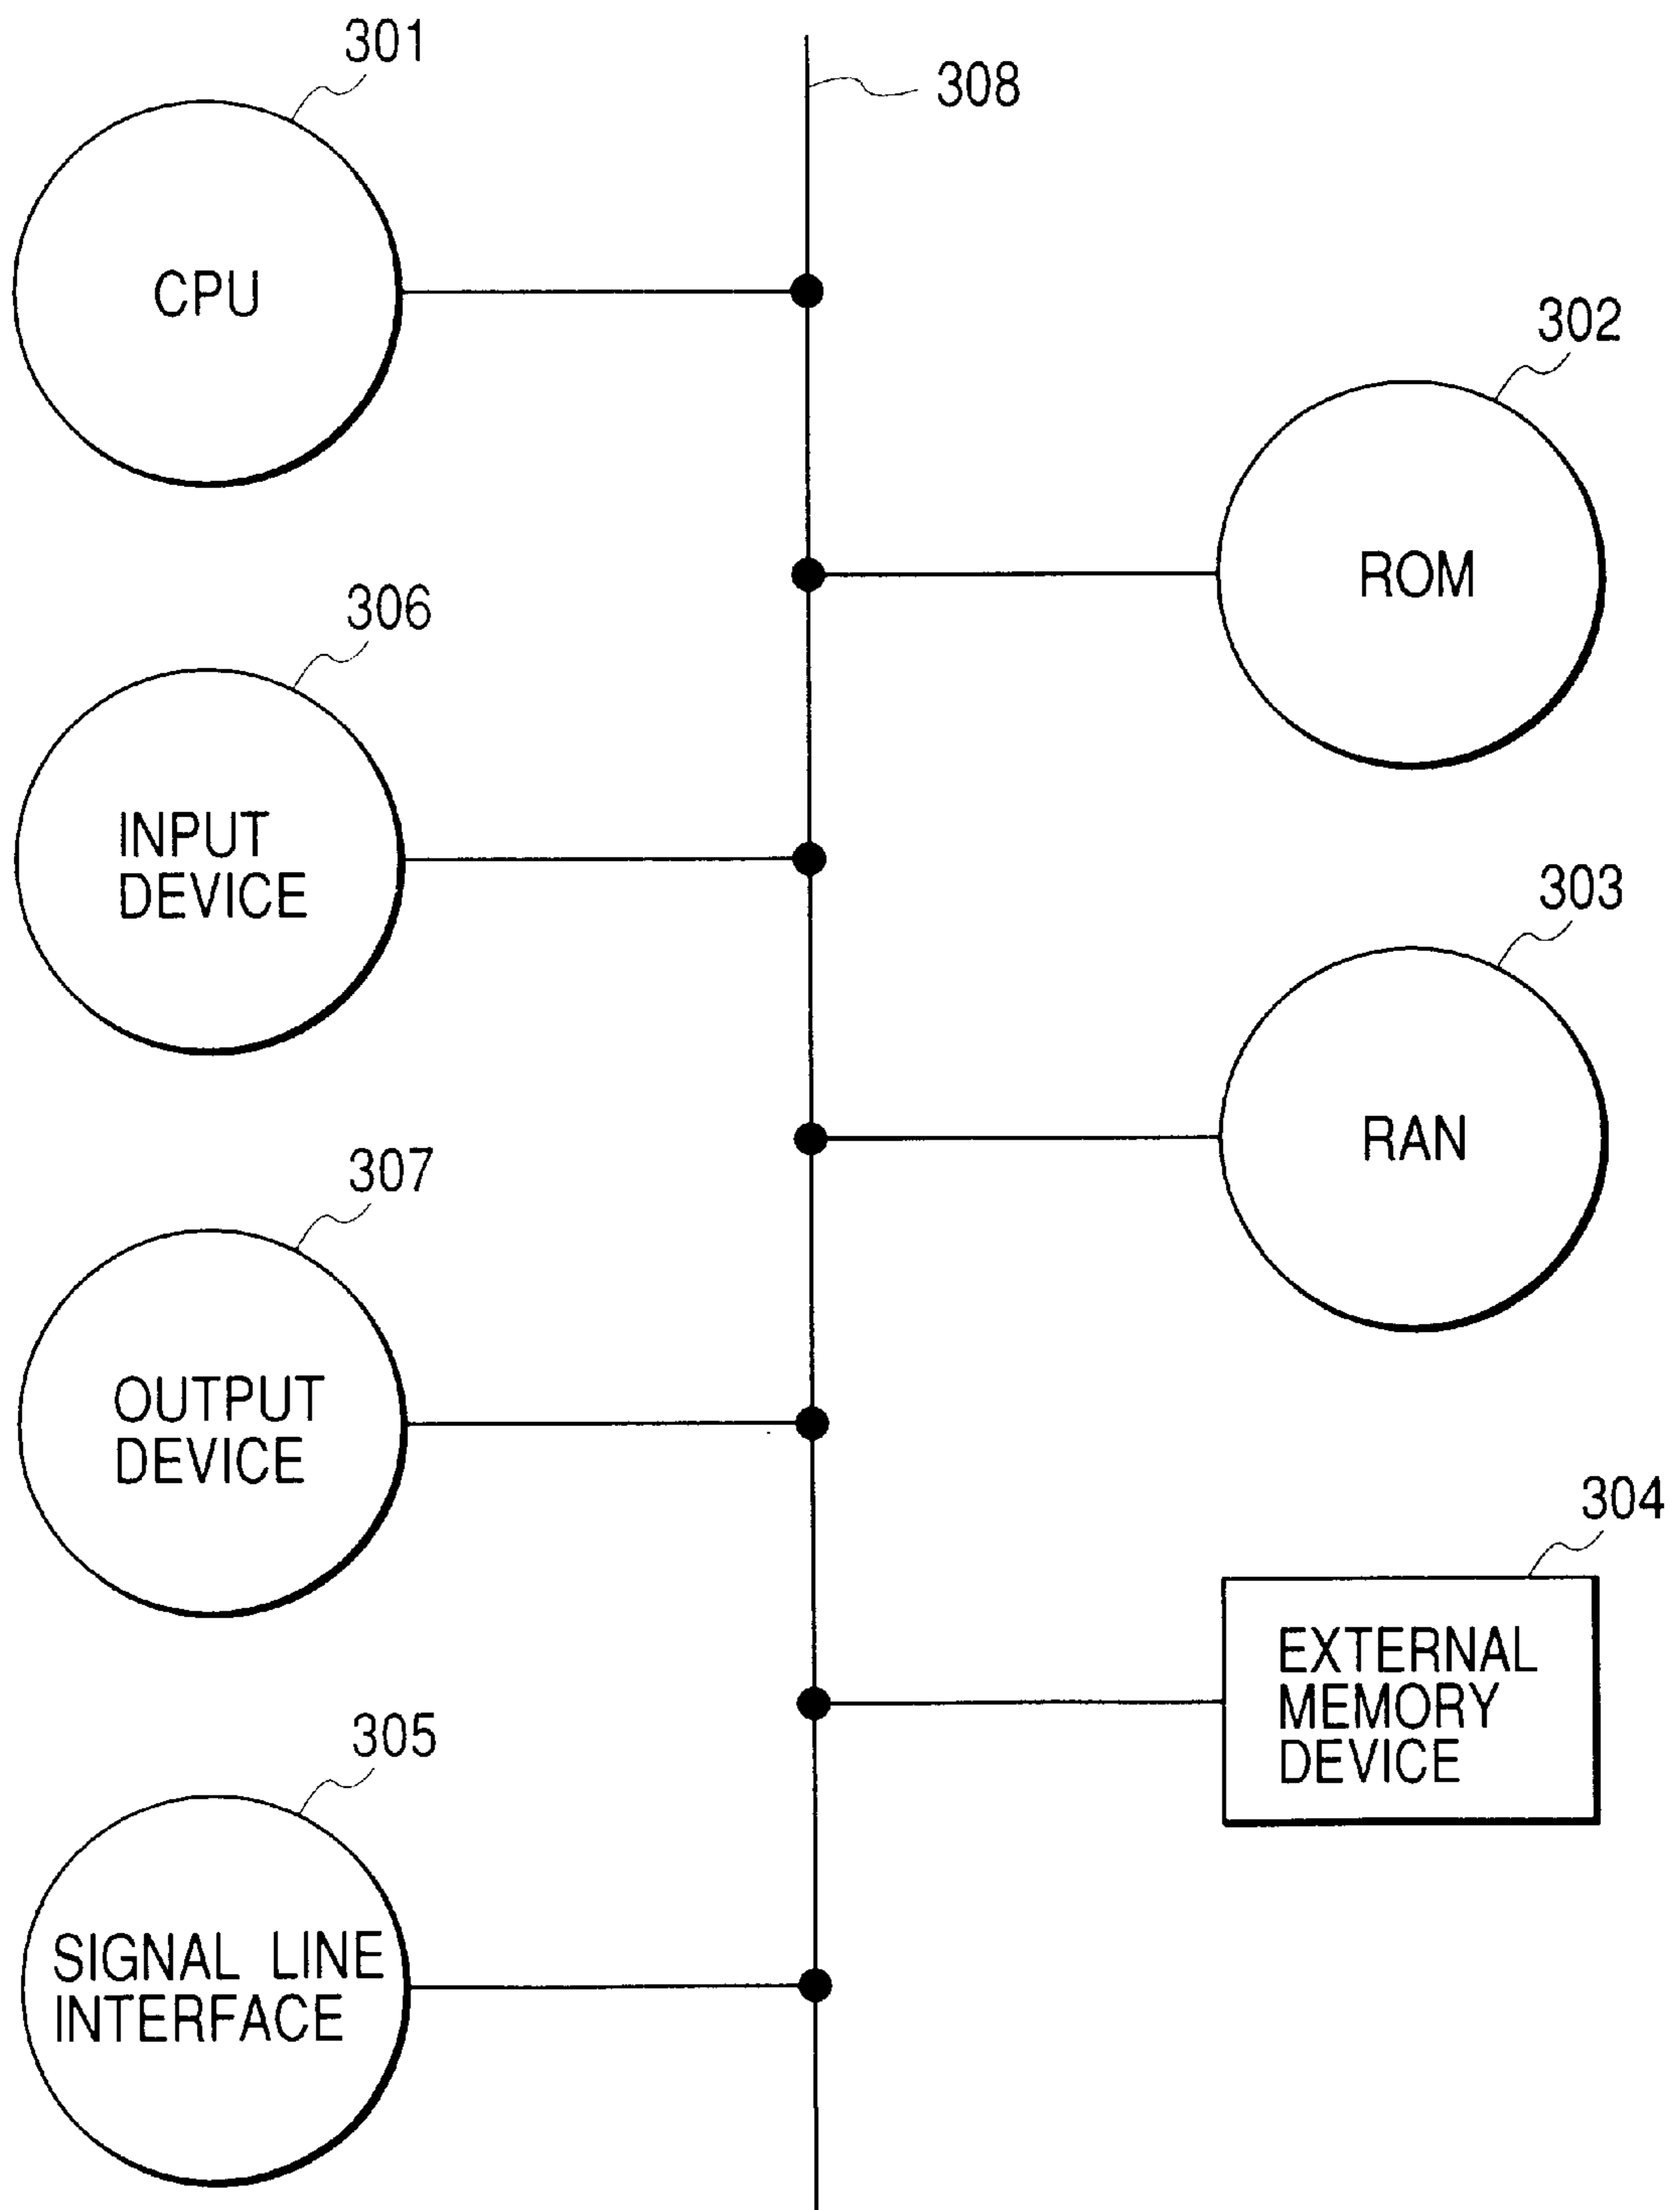 301
308
CPU
302
ROM
306
INPUT
DEVICE
303
RAN
307
OUTPUT
DEVICE
304
EXTERNAL
MEMORY
DEVICE
305
SIGNAL LINE
INTERFACE